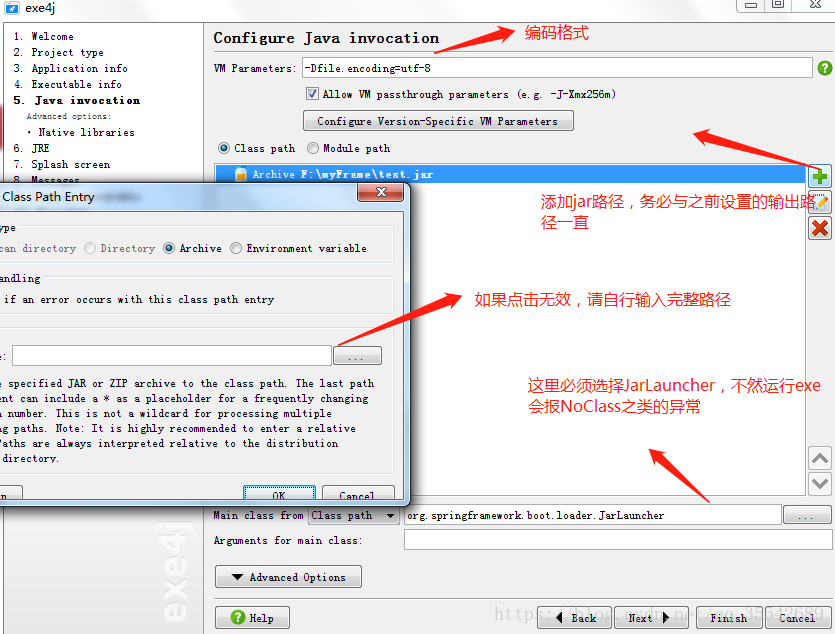 exe4j
1. Welcome
2. Project type
3. Application info
4. Executable info
5. Java invocation
Advanced options:
· Native libraries
6. JRE
7. Splash screen
8. Messages
Configure Java invocation
编码格式
VM Parameters: -Dfile.encoding=utf-8
Allow VM passthrough parameters (e.g. -J-Xmx256m)
Configure Version-Specific VM Parameters
Class path Module path
Archive F:\myFrame\test.jar
添加jar路径，务必与之前设置的输出路
径一直
Class Path Entry
ype
can directory Directory Archive Environment variable
andling
if an error occurs with this class path entry
如果点击无效，请自行输入完整路径
e: ...
e specified JAR or ZIP archive to the class path. The last path
ent can include a * as a placeholder for a frequently changing
n number. This is not a wildcard for processing multiple
ng paths. Note: It is highly recommended to enter a relative
Paths are always interpreted relative to the distribution
directory.
OK Cancel
这里必须选择JarLauncher，不然运行exe
会报NoClass之类的异常
Main class from Class path org.springframework.boot.loader.JarLauncher ...
Arguments for main class:
Advanced Options
exe4j
Help Back Next Finish Cancel
https://blog.csdn.net/qq_35542689